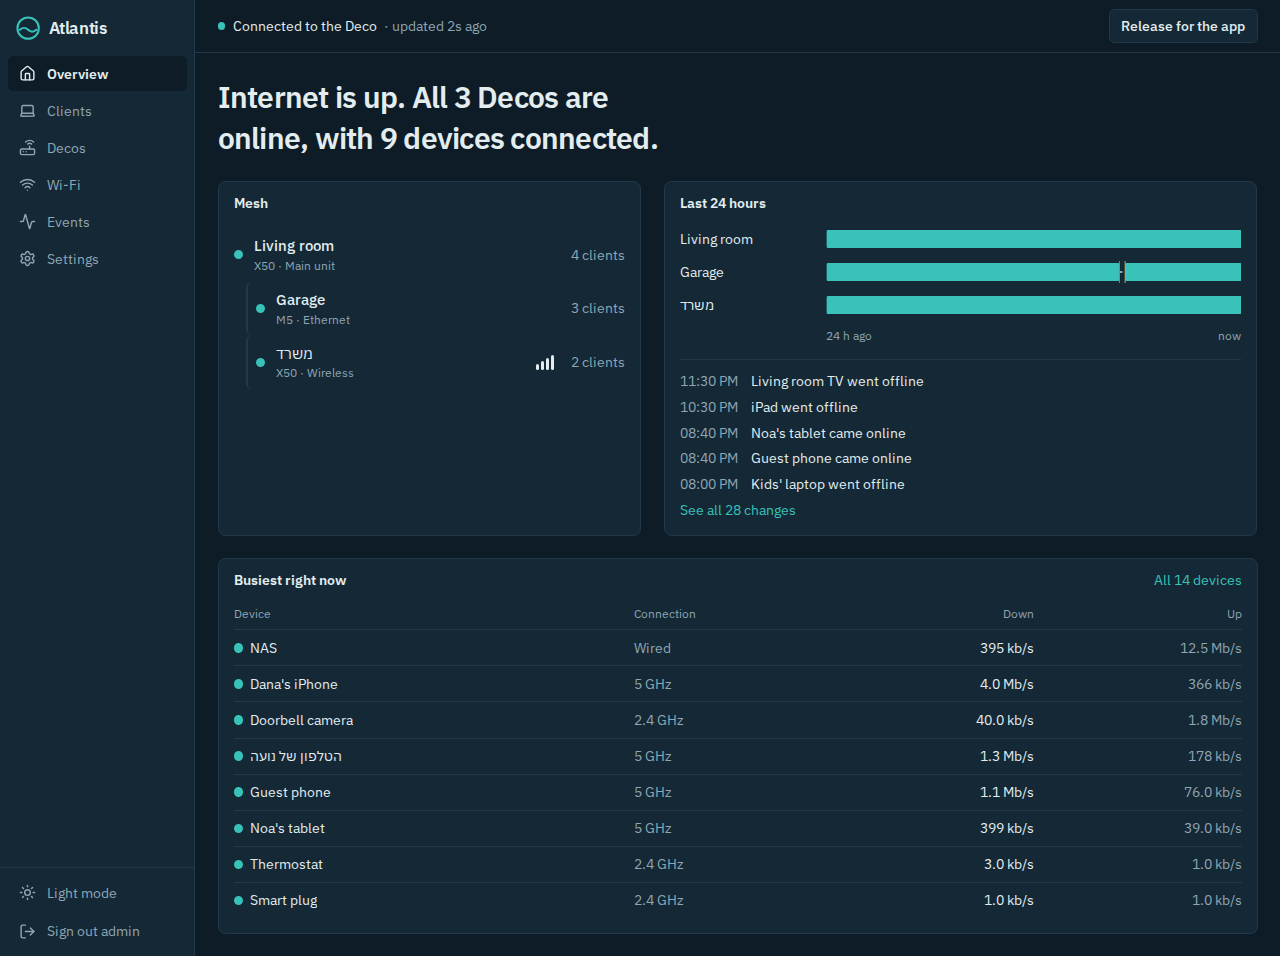 Atlantis
Overview
Clients
Decos
Wi-Fi
Events
Settings
Light mode
Sign out admin
Connected to the Deco · updated 2s ago
Release for the app
Internet is up. All 3 Decos are
online, with 9 devices connected.
Mesh
Living room
X50 · Main unit
4 clients
Garage
M5 · Ethernet
3 clients
משרד
X50 · Wireless
2 clients
Last 24 hours
Living room
Garage
משרד
24 h ago now
11:30 PM Living room TV went offline
10:30 PM iPad went offline
08:40 PM Noa's tablet came online
08:40 PM Guest phone came online
08:00 PM Kids' laptop went offline
See all 28 changes
Busiest right now All 14 devices
Device Connection Down Up
NAS Wired 395 kb/s 12.5 Mb/s
Dana's iPhone 5 GHz 4.0 Mb/s 366 kb/s
Doorbell camera 2.4 GHz 40.0 kb/s 1.8 Mb/s
הטלפון של נועה 5 GHz 1.3 Mb/s 178 kb/s
Guest phone 5 GHz 1.1 Mb/s 76.0 kb/s
Noa's tablet 5 GHz 399 kb/s 39.0 kb/s
Thermostat 2.4 GHz 3.0 kb/s 1.0 kb/s
Smart plug 2.4 GHz 1.0 kb/s 1.0 kb/s